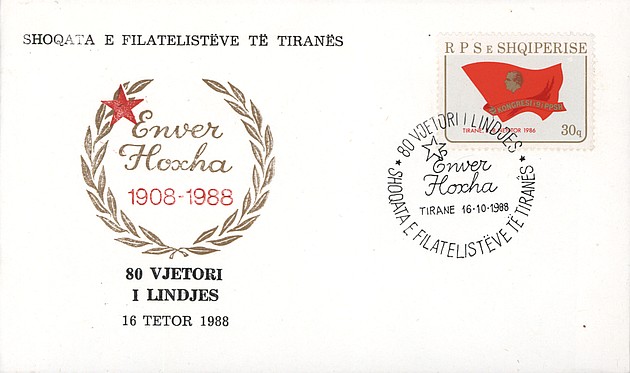 SHOQATA E FILATELISTËVE TË TIRANËS
Enver
Hoxha
1908-1988
80 VJETORI
I LINDJES
16 TETOR 1988
R P S E SHQIPERISE
KONGRESI I 9 I PPSH
NENTOR 1986
30q
80 VJETORI I LINDJES
Enver
Hoxha
TIRANE 16-10-1988
SHOQATA E FILATELISTËVE TË TIRANËS